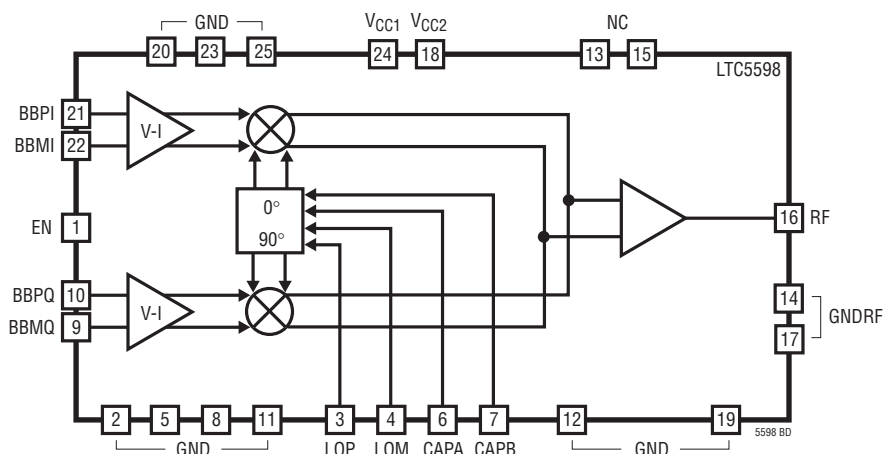 GND
VCC1 VCC2
NC
20 23 25 24 18 13 15
LTC5598
BBPI 21
BBMI 22
V-I
0°
90°
EN 1
16 RF
BBPQ 10
BBMQ 9
V-I
14
17
GNDRF
2 5 8 11 3 4 6 7 12 19
5598 BD
GND LOP LOM CAPA CAPB GND